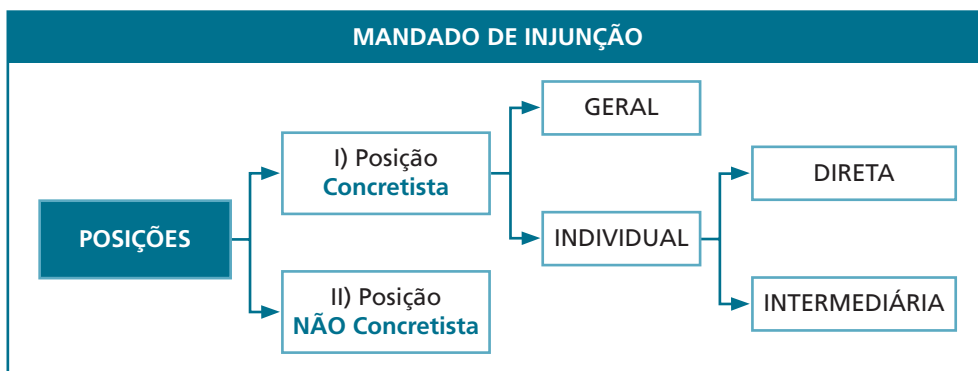 MANDADO DE INJUNÇÃO
POSIÇÕES
I) Posição
Concretista
II) Posição
NÃO Concretista
GERAL
INDIVIDUAL
DIRETA
INTERMEDIÁRIA